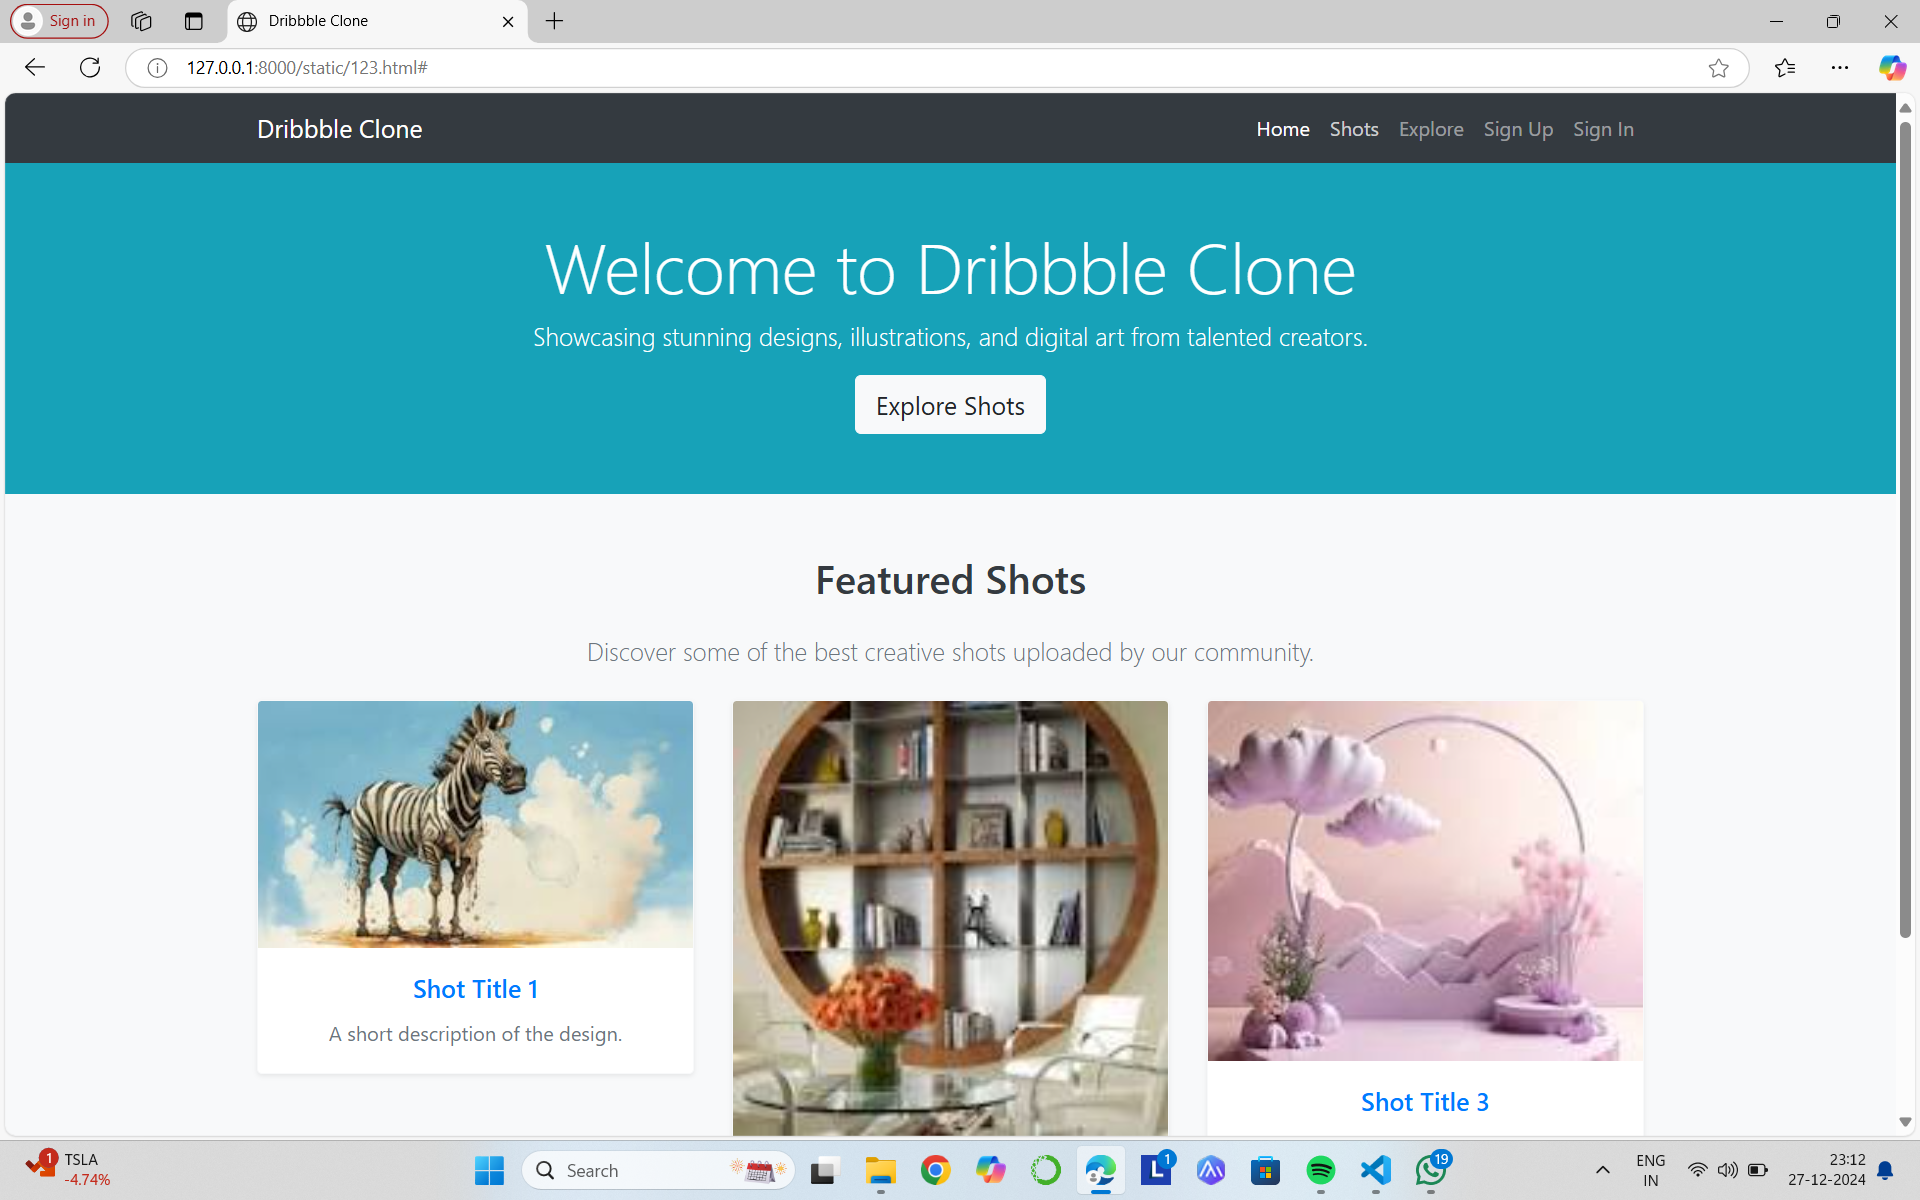 Sign in
Dribbble Clone
127.0.0.1:8000/static/123.html#
Dribbble Clone
Home Shots Explore Sign Up Sign In
Welcome to Dribbble Clone
Showcasing stunning designs, illustrations, and digital art from talented creators.
Explore Shots
Featured Shots
Discover some of the best creative shots uploaded by our community.
Shot Title 1
A short description of the design.
Shot Title 3
1
TSLA
-4.74%
Search
L
1
19
ENG
IN
23:12
27-12-2024